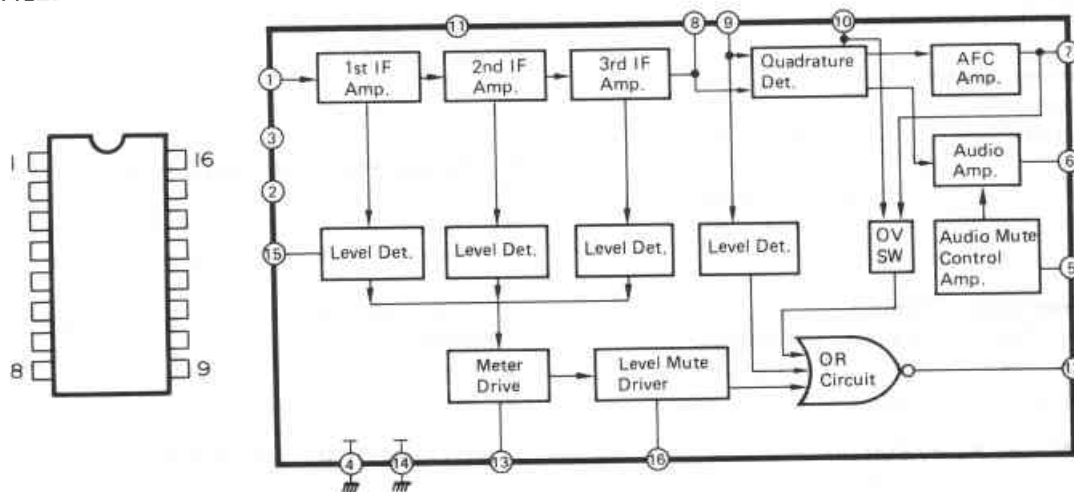 11
8
9
10
7
1
1st IF
Amp.
2nd IF
Amp.
3rd IF
Amp.
Quadrature
Det.
AFC
Amp.
3
1
16
Audio
Amp.
6
2
15
Level Det.
Level Det.
Level Det.
Level Det.
OV
SW
Audio Mute
Control
Amp.
5
8
9
Meter
Drive
Level Mute
Driver
OR
Circuit
4
14
13
16